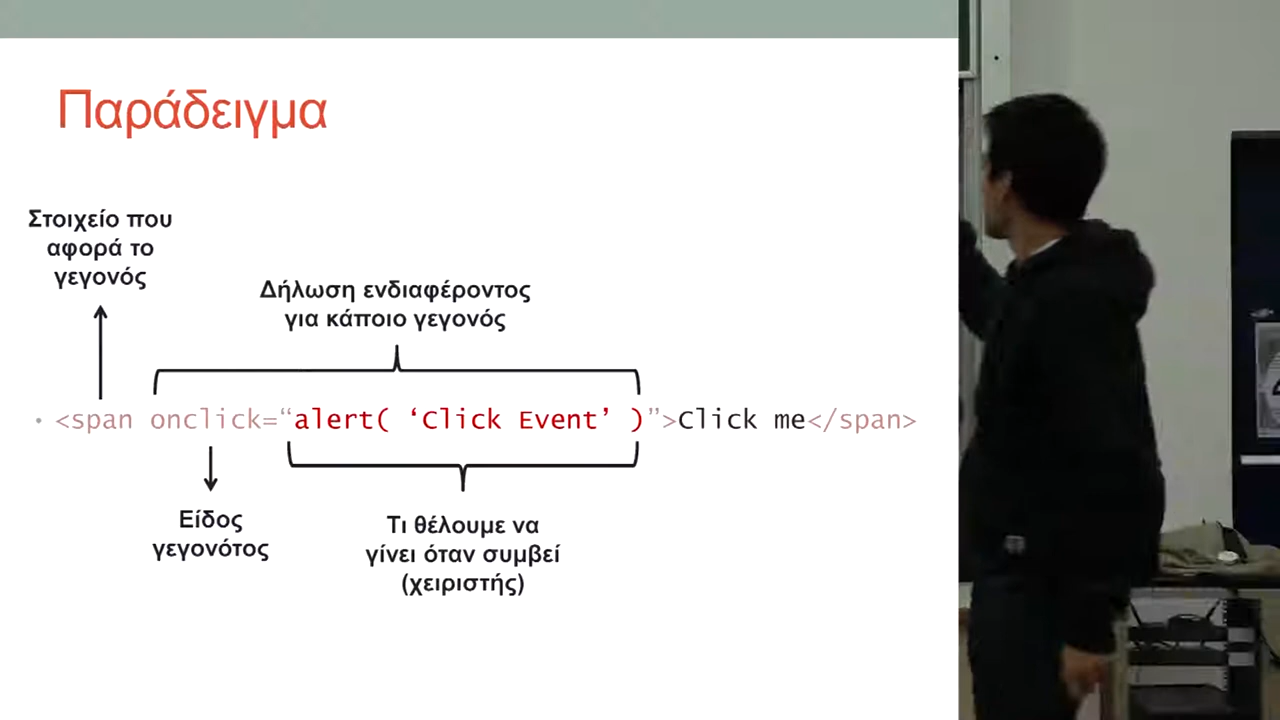 Παράδειγμα
Στοιχείο που
αφορά το
γεγονός
Δήλωση ενδιαφέροντος
για κάποιο γεγονός
<span onclick=“alert( ‘Click Event’ )”>Click me</span>
Είδος
γεγονότος
Τι θέλουμε να
γίνει όταν συμβεί
(χειριστής)